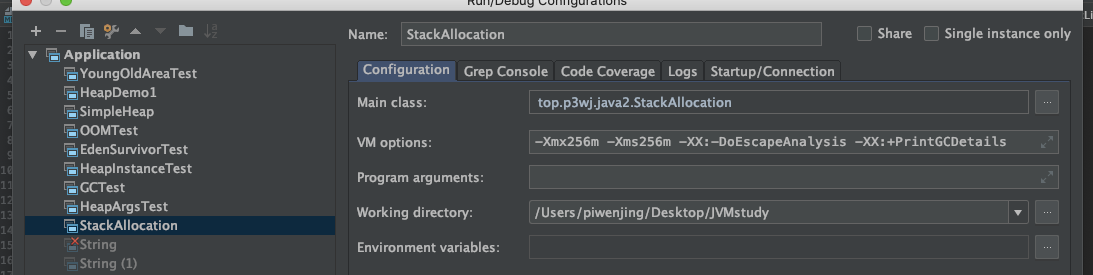 Run/Debug Configurations
Name: StackAllocation
Share
Single instance only
Application
YoungOldAreaTest
HeapDemo1
SimpleHeap
OOMTest
EdenSurvivorTest
HeapInstanceTest
GCTest
HeapArgsTest
StackAllocation
String
String (1)
Configuration
Grep Console
Code Coverage
Logs
Startup/Connection
Main class: top.p3wj.java2.StackAllocation
VM options: -Xmx256m -Xms256m -XX:-DoEscapeAnalysis -XX:+PrintGCDetails
Program arguments:
Working directory: /Users/piwenjing/Desktop/JVMstudy
Environment variables: